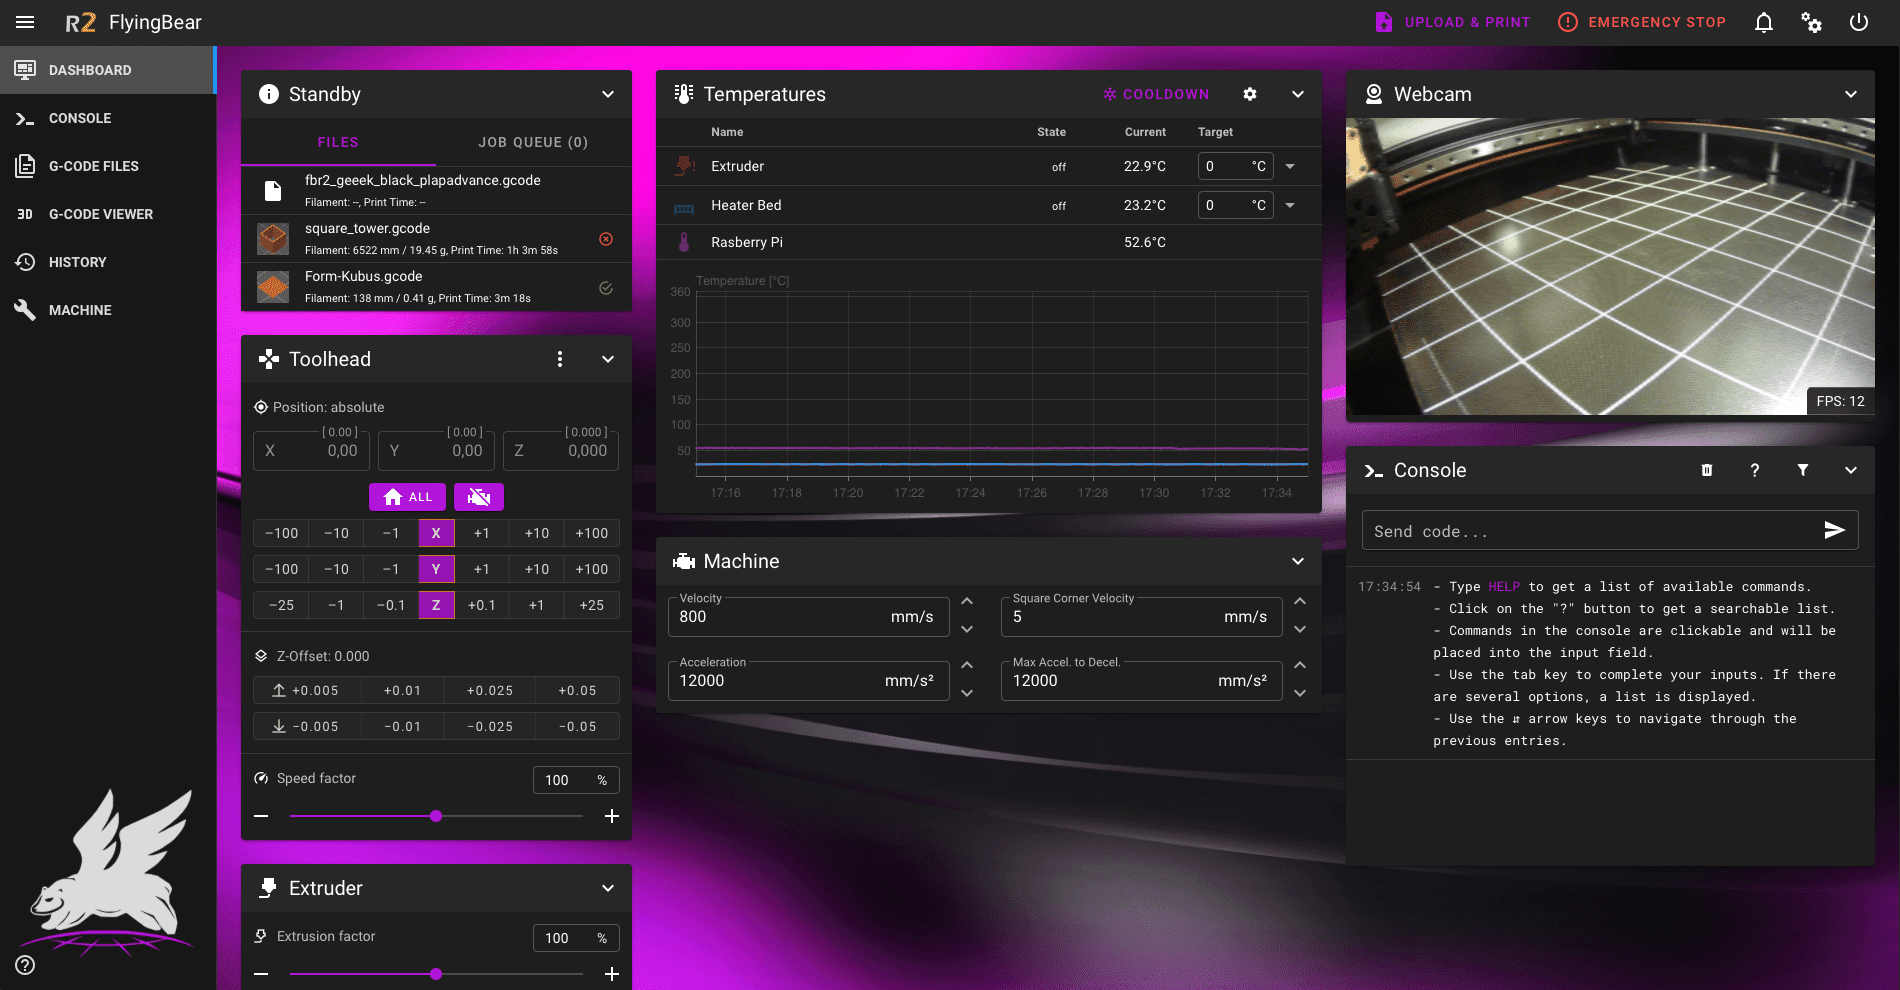 R2 FlyingBear
UPLOAD & PRINT
EMERGENCY STOP
DASHBOARD
CONSOLE
G-CODE FILES
3D G-CODE VIEWER
HISTORY
MACHINE
Standby
FILES
JOB QUEUE (0)
fbr2_geeek_black_plapadvance.gcode
Filament: --, Print Time: --
square_tower.gcode
Filament: 6522 mm / 19.45 g, Print Time: 1h 3m 58s
Form-Kubus.gcode
Filament: 138 mm / 0.41 g, Print Time: 3m 18s
Toolhead
Position: absolute
[ 0.00 ] [ 0.00 ] [ 0.000 ]
X 0,00 Y 0,00 Z 0,000
ALL
−100 −10 −1 X +1 +10 +100
−100 −10 −1 Y +1 +10 +100
−25 −1 −0.1 Z +0.1 +1 +25
Z-Offset: 0.000
+0.005 +0.01 +0.025 +0.05
−0.005 −0.01 −0.025 −0.05
Speed factor 100 %
Extruder
Extrusion factor 100 %
Temperatures
COOLDOWN
Name State Current Target
Extruder off 22.9°C 0 °C
Heater Bed off 23.2°C 0 °C
Rasberry Pi 52.6°C
Temperature [°C]
360
300
250
200
150
100
50
17:16 17:18 17:20 17:22 17:24 17:26 17:28 17:30 17:32 17:34
Machine
Velocity
800 mm/s
Square Corner Velocity
5 mm/s
Acceleration
12000 mm/s²
Max Accel. to Decel.
12000 mm/s²
Webcam
FPS: 12
Console
?
Send code...
17:34:54 - Type HELP to get a list of available commands.
- Click on the "?" button to get a searchable list.
- Commands in the console are clickable and will be
placed into the input field.
- Use the tab key to complete your inputs. If there
are several options, a list is displayed.
- Use the ⇵ arrow keys to navigate through the
previous entries.